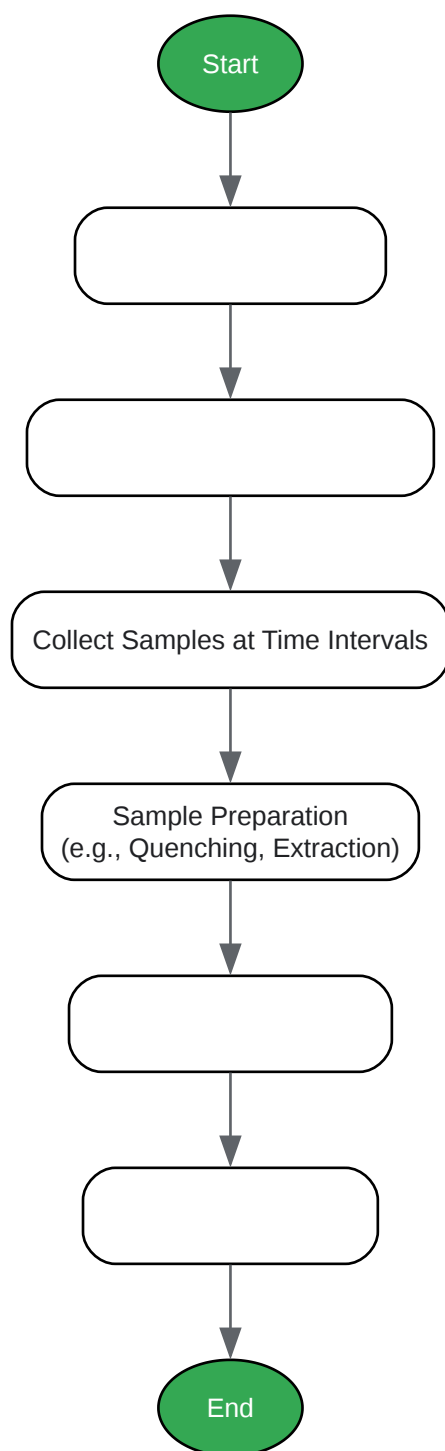 Start
Collect Samples at Time Intervals
Sample Preparation
(e.g., Quenching, Extraction)
End